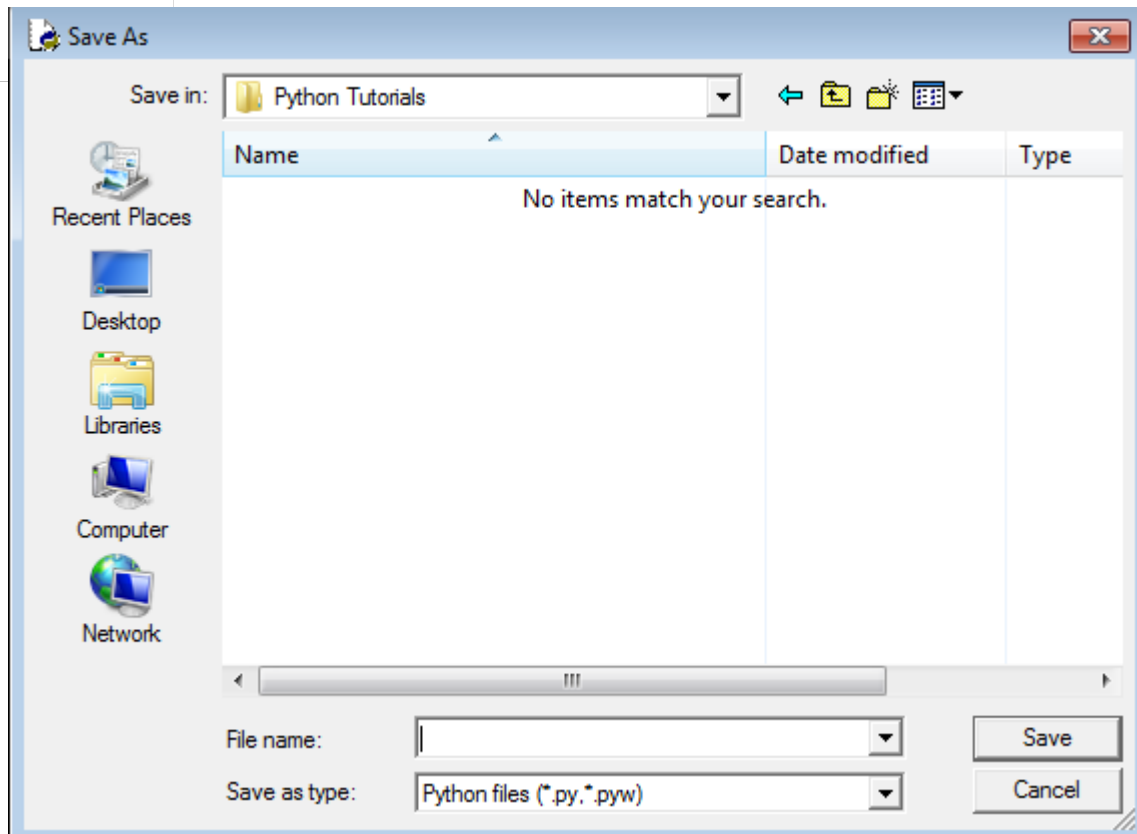 Save As
Save in: Python Tutorials
Name Date modified Type
No items match your search.
Recent Places
Desktop
Libraries
Computer
Network
File name: Save
Save as type: Python files (*.py,*.pyw) Cancel